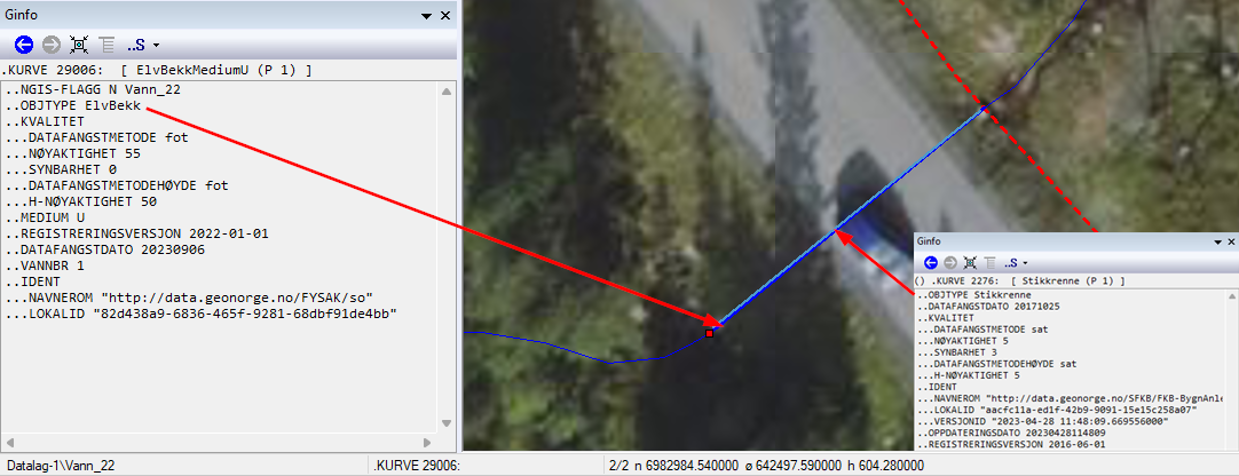 Ginfo
..S
.KURVE 29006:  [ ElvBekkMediumU (P 1) ]
..NGIS-FLAGG N Vann_22
..OBJTYPE ElvBekk
..KVALITET
...DATAFANGSTMETODE fot
...NØYAKTIGHET 55
...SYNBARHET 0
...DATAFANGSTMETODEHØYDE fot
...H-NØYAKTIGHET 50
..MEDIUM U
..REGISTRERINGSVERSJON 2022-01-01
..DATAFANGSTDATO 20230906
..VANNBR 1
..IDENT
...NAVNEROM "http://data.geonorge.no/FYSAK/so"
...LOKALID "82d438a9-6836-465f-9281-68dbf91de4bb"
Ginfo
..S
() .KURVE 2276:  [ Stikkrenne (P 1) ]
..OBJTYPE Stikkrenne
..DATAFANGSTDATO 20171025
..KVALITET
...DATAFANGSTMETODE sat
...NØYAKTIGHET 5
...SYNBARHET 3
...DATAFANGSTMETODEHØYDE sat
...H-NØYAKTIGHET 5
..IDENT
...NAVNEROM "http://data.geonorge.no/SFKB/FKB-BygnAnle
...LOKALID "aacfc11a-ed1f-42b9-9091-15e15c258a07"
...VERSJONID "2023-04-28 11:48:09.669556000"
..OPPDATERINGSDATO 20230428114809
..REGISTRERINGSVERSJON 2016-06-01
Datalag-1\Vann_22
.KURVE 29006:
2/2 n 6982984.540000 ø 642497.590000 h 604.280000